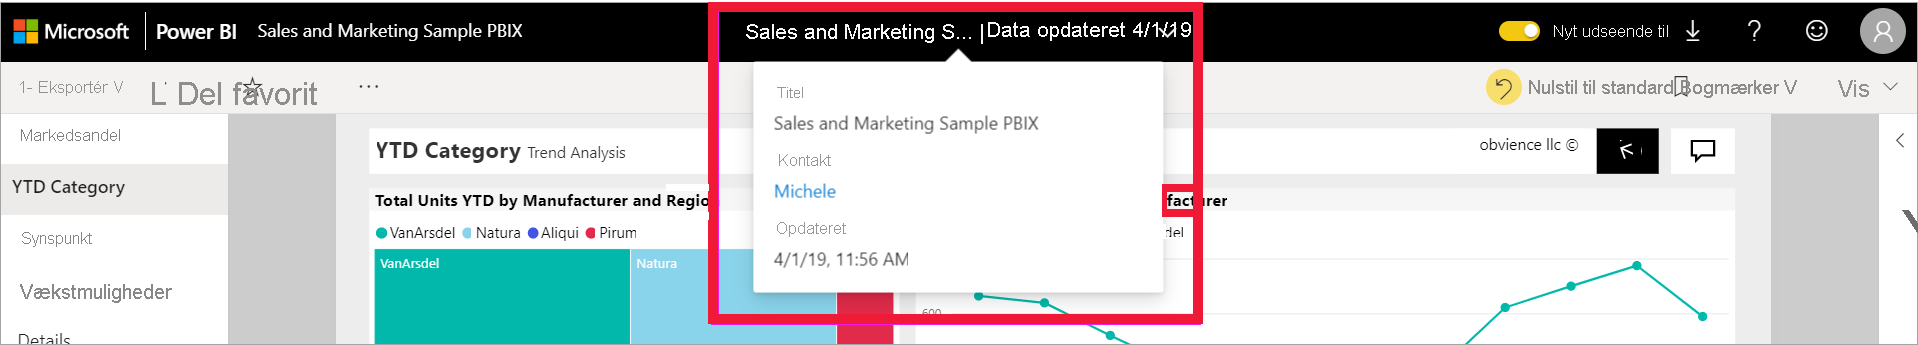 Microsoft Power BI Sales and Marketing Sample PBIX Sales and Marketing S... | Data opdateret 4/1/19 Nyt udseende til
1- Eksportér V L' Del favorit ... Nulstil til standard Bogmærker V Vis
Markedsandel
YTD Category
Synspunkt
Vækstmuligheder
Details
Titel
Sales and Marketing Sample PBIX
Kontakt
Michele
Opdateret
4/1/19, 11:56 AM
YTD Category Trend Analysis
obvience llc ©
Total Units YTD by Manufacturer and Regio
facturer
VanArsdel Natura Aliqui Pirum
del
VanArsdel Natura
600